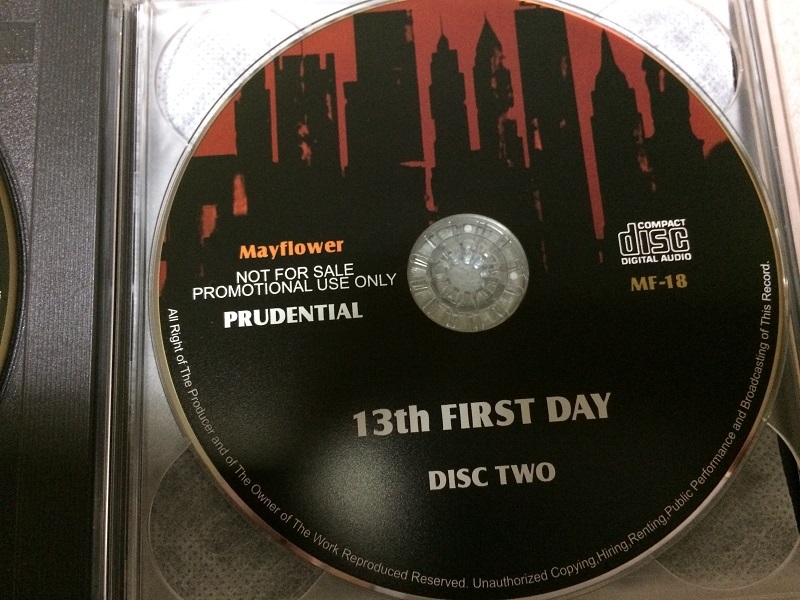 Mayflower
NOT FOR SALE
PROMOTIONAL USE ONLY
PRUDENTIAL
COMPACT
disc
DIGITAL AUDIO
MF-18
13th FIRST DAY
DISC TWO
All Right of The Producer and of The Owner of The Work Reproduced Reserved. Unauthorized Copying,Hiring,Renting,Public Performance and Broadcasting of This Record.